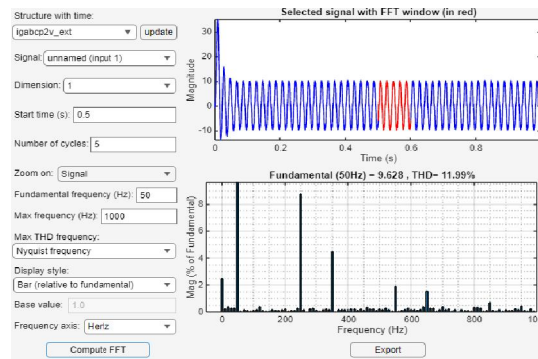 Structure with time:
igabcp2v_ext
update
Signal: unnamed (input 1)
Dimension: 1
Start time (s): 0.5
Number of cycles: 5
Zoom on: Signal
Fundamental frequency (Hz): 50
Max frequency (Hz): 1000
Max THD frequency:
Nyquist frequency
Display style:
Bar (relative to fundamental)
Base value: 1.0
Frequency axis: Hertz
Compute FFT
Selected signal with FFT window (in red)
Magnitude
30
20
10
0
-10
0 0.2 0.4 0.6 0.8
Time (s)
Fundamental (50Hz) = 9.628 , THD= 11.99%
Mag (% of Fundamental)
8
6
4
2
0
0 200 400 600 800 1000
Frequency (Hz)
Export